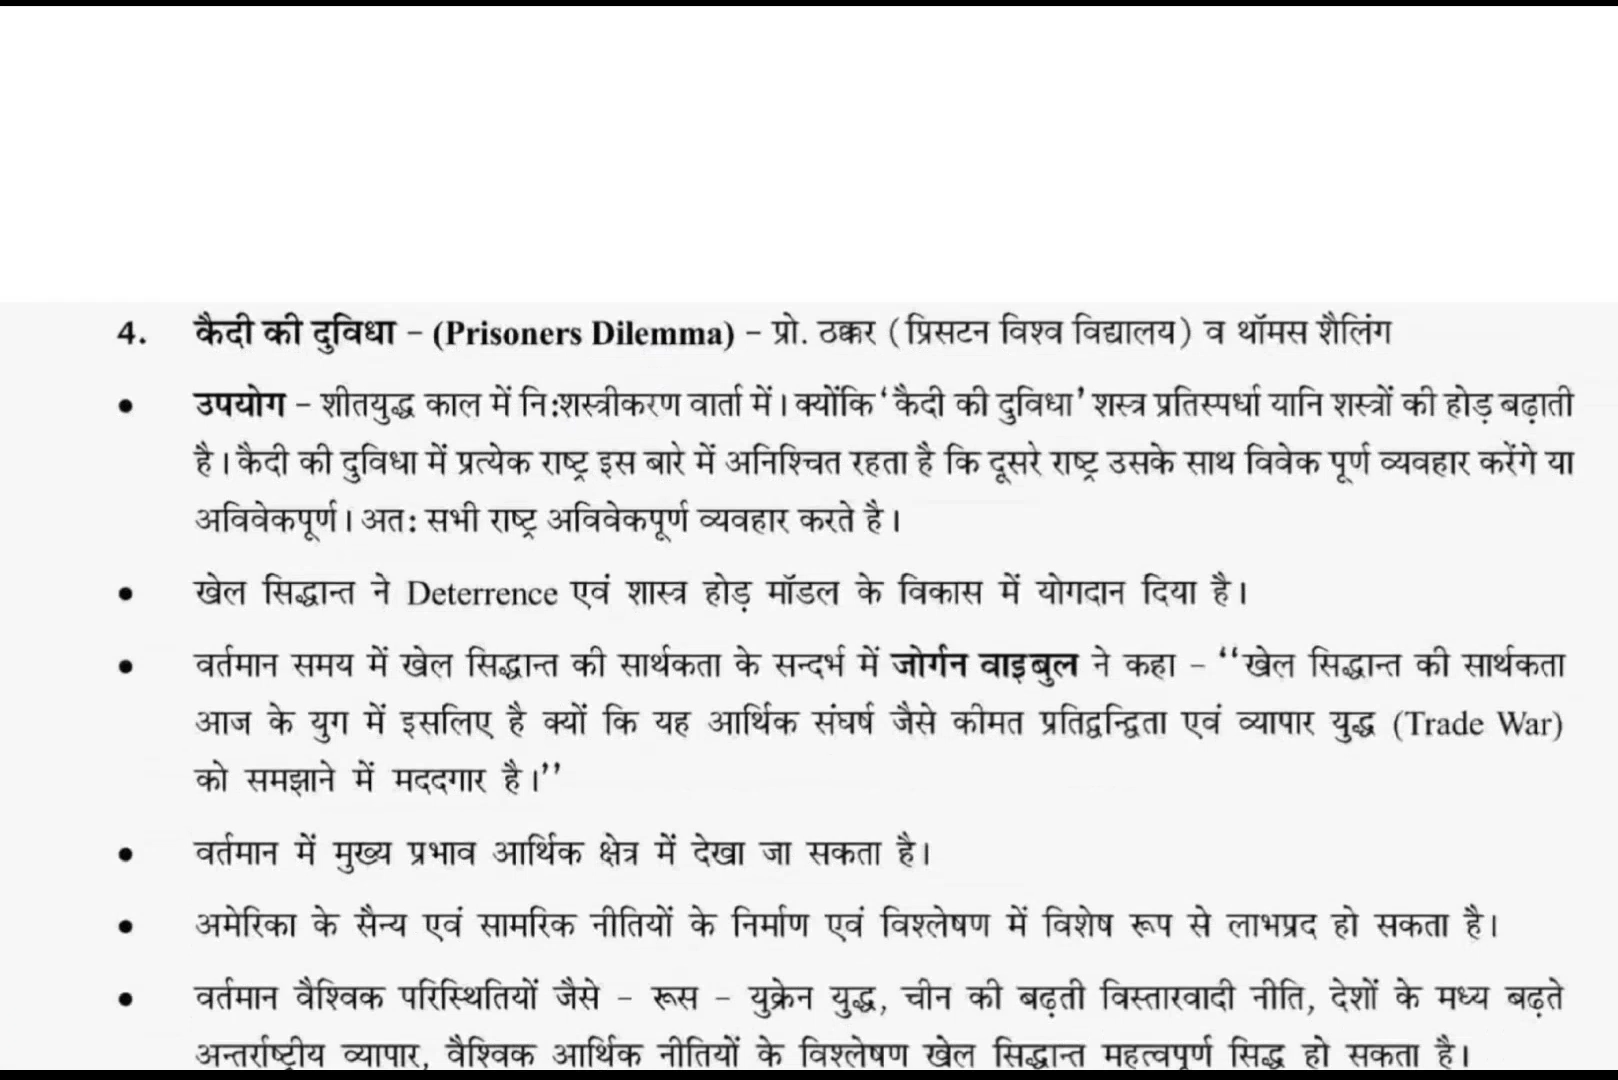 4. कैदी की दुविधा – (Prisoners Dilemma) – प्रो. ठक्कर (प्रिसटन विश्व विद्यालय) व थॉमस शैलिंग
• उपयोग – शीतयुद्ध काल में नि:शस्त्रीकरण वार्ता में। क्योंकि ‘कैदी की दुविधा’ शस्त्र प्रतिस्पर्धा यानि शस्त्रों की होड़ बढ़ाती
है। कैदी की दुविधा में प्रत्येक राष्ट्र इस बारे में अनिश्चित रहता है कि दूसरे राष्ट्र उसके साथ विवेक पूर्ण व्यवहार करेंगे या
अविवेकपूर्ण। अत: सभी राष्ट्र अविवेकपूर्ण व्यवहार करते है।
• खेल सिद्धान्त ने Deterrence एवं शास्त्र होड़ मॉडल के विकास में योगदान दिया है।
• वर्तमान समय में खेल सिद्धान्त की सार्थकता के सन्दर्भ में जोर्गन वाइबुल ने कहा – ‘‘खेल सिद्धान्त की सार्थकता
आज के युग में इसलिए है क्यों कि यह आर्थिक संघर्ष जैसे कीमत प्रतिद्वन्द्विता एवं व्यापार युद्ध (Trade War)
को समझाने में मददगार है।’’
• वर्तमान में मुख्य प्रभाव आर्थिक क्षेत्र में देखा जा सकता है।
• अमेरिका के सैन्य एवं सामरिक नीतियों के निर्माण एवं विश्लेषण में विशेष रूप से लाभप्रद हो सकता है।
• वर्तमान वैश्विक परिस्थितियों जैसे – रूस – युक्रेन युद्ध, चीन की बढ़ती विस्तारवादी नीति, देशों के मध्य बढ़ते
अन्तर्राष्ट्रीय व्यापार, वैश्विक आर्थिक नीतियों के विश्लेषण खेल सिद्धान्त महत्वपूर्ण सिद्ध हो सकता है।